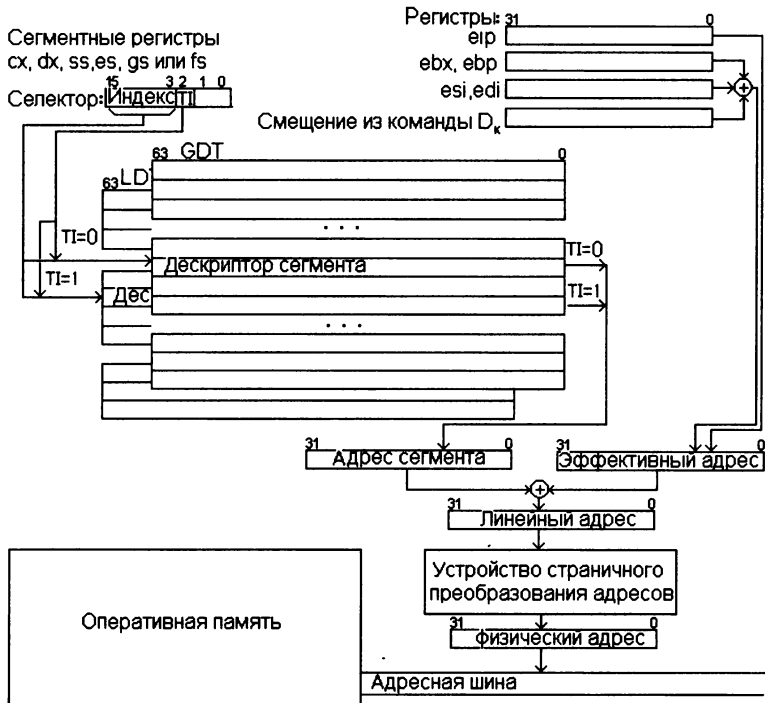 Регистры:
31 0
eip
Сегментные регистры
cx, dx, ss,es, gs или fs
ebx, ebp
15 3 2 1 0
Селектор: Индекс TI
esi,edi
Смещение из команды Dк
63 GDT 0
63 LDT
. . .
TI=0
TI=0
Дескриптор сегмента
TI=1
TI=1
Дес
. . .
31 0
Адрес сегмента
31 0
Эффективный адрес
31 0
Линейный адрес
Устройство страничного
преобразования адресов
Оперативная память
31 0
физический адрес
Адресная шина